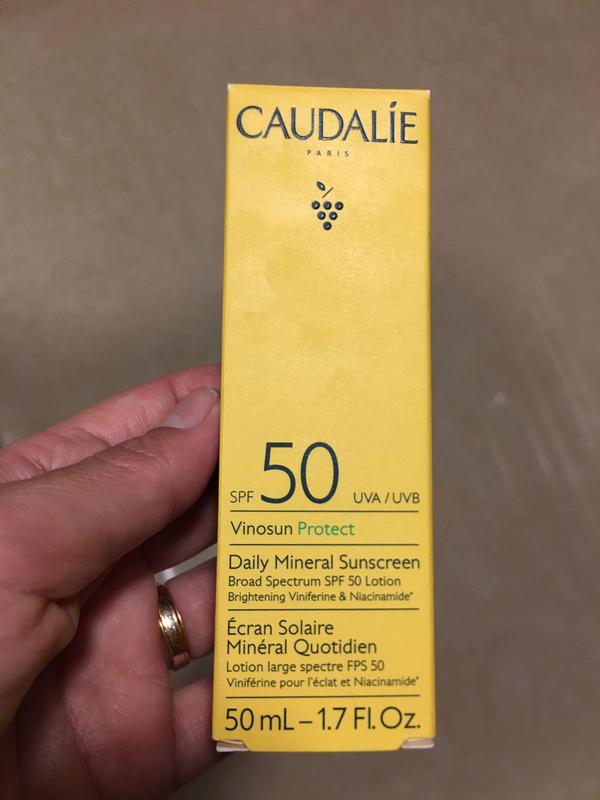 CAUDALÍE
PARIS
SPF 50 UVA / UVB
Vinosun Protect
Daily Mineral Sunscreen
Broad Spectrum SPF 50 Lotion
Brightening Viniferine & Niacinamide*
Écran Solaire
Minéral Quotidien
Lotion large spectre FPS 50
Viniférine pour l'éclat et Niacinamide*
50 mL – 1.7 Fl. Oz.